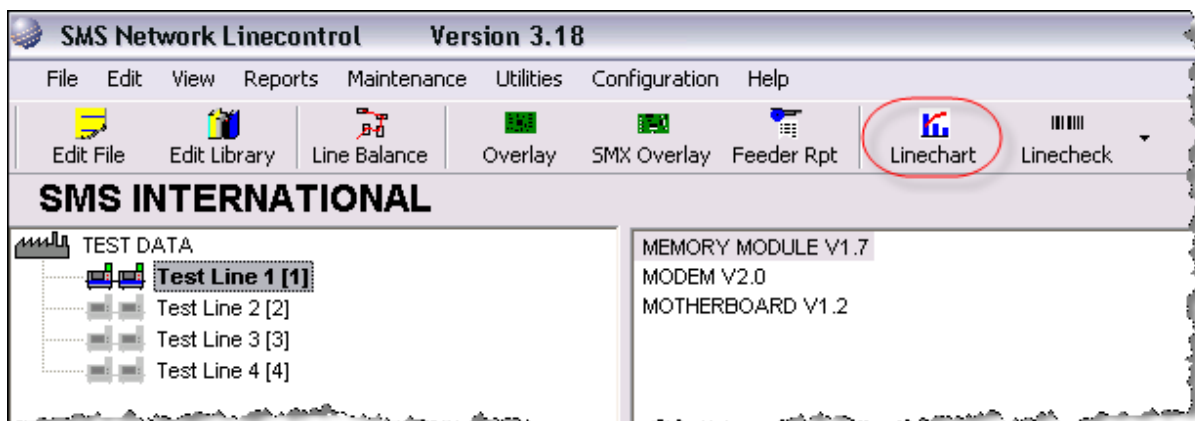 SMS Network Linecontrol Version 3.18
File Edit View Reports Maintenance Utilities Configuration Help
Edit File Edit Library Line Balance Overlay SMX Overlay Feeder Rpt Linechart Linecheck
SMS INTERNATIONAL
TEST DATA
Test Line 1 [1]
Test Line 2 [2]
Test Line 3 [3]
Test Line 4 [4]
MEMORY MODULE V1.7
MODEM V2.0
MOTHERBOARD V1.2